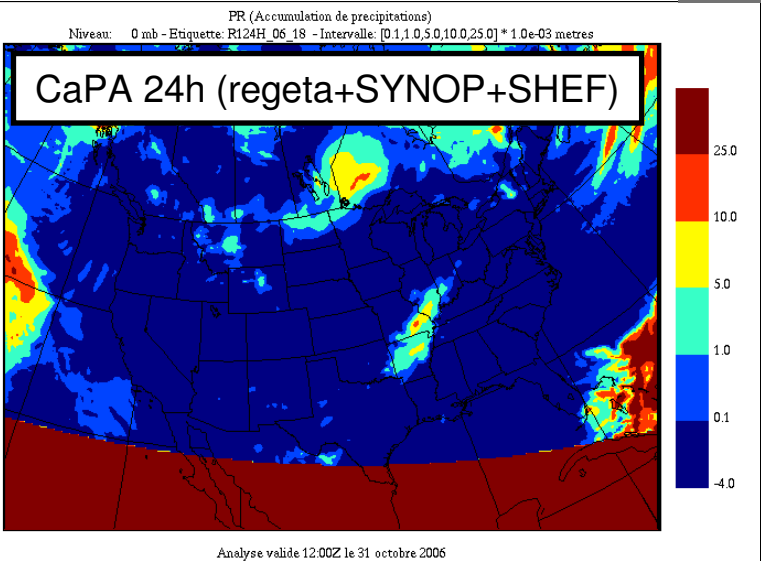 PR (Accumulation de precipitations)
Niveau: 0 mb - Etiquette: R124H_06_18 - Intervalle: [0.1,1.0,5.0,10.0,25.0] * 1.0e-03 metres
CaPA 24h (regeta+SYNOP+SHEF)
25.0
10.0
5.0
1.0
0.1
-4.0
Analyse valide 12:00Z le 31 octobre 2006